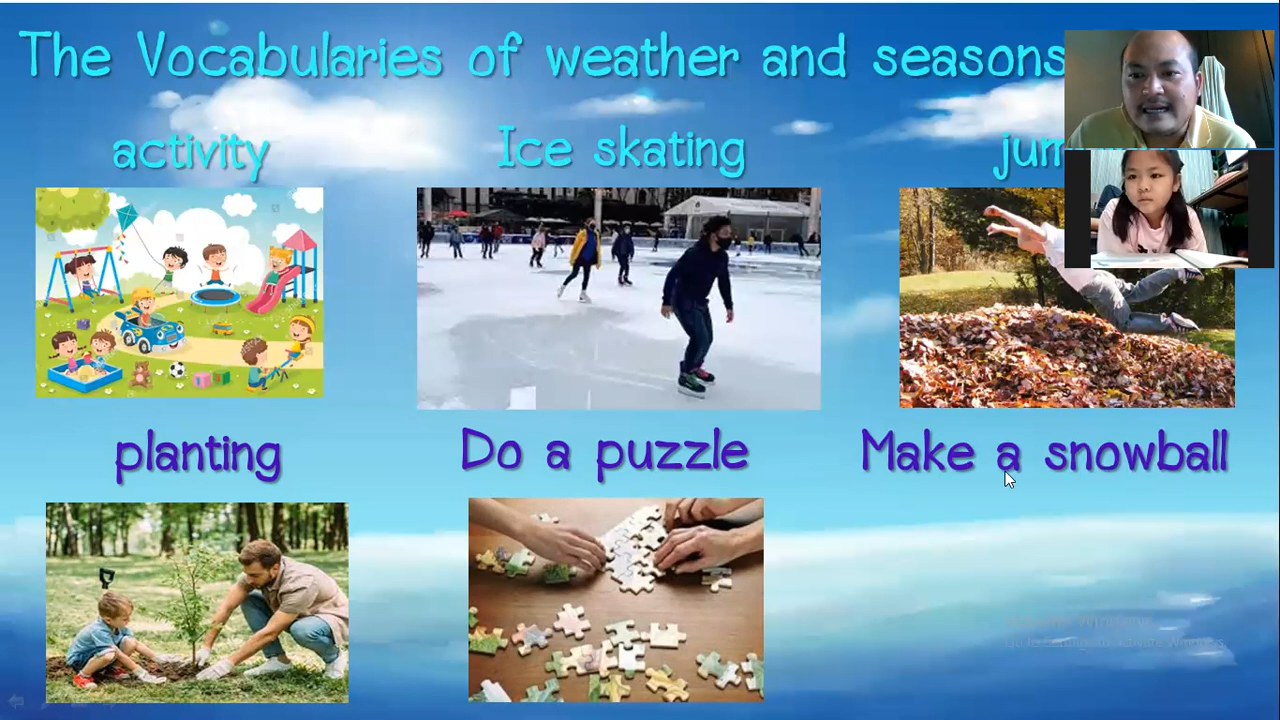 The Vocabularies of weather and seasons
activity
Ice skating
planting
Do a puzzle
Make a snowball